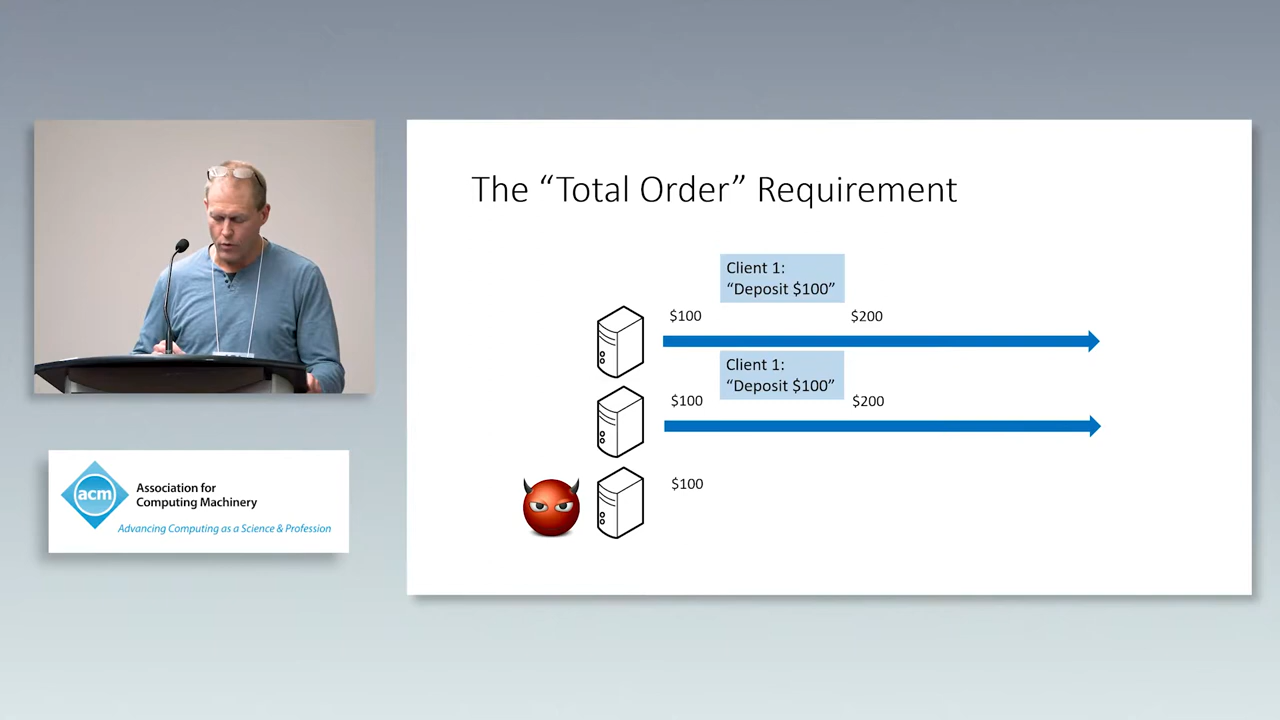 The “Total Order” Requirement
Client 1:
“Deposit $100”
$100
$200
Client 1:
“Deposit $100”
$100
$200
$100
acm
Association for
Computing Machinery
Advancing Computing as a Science & Profession